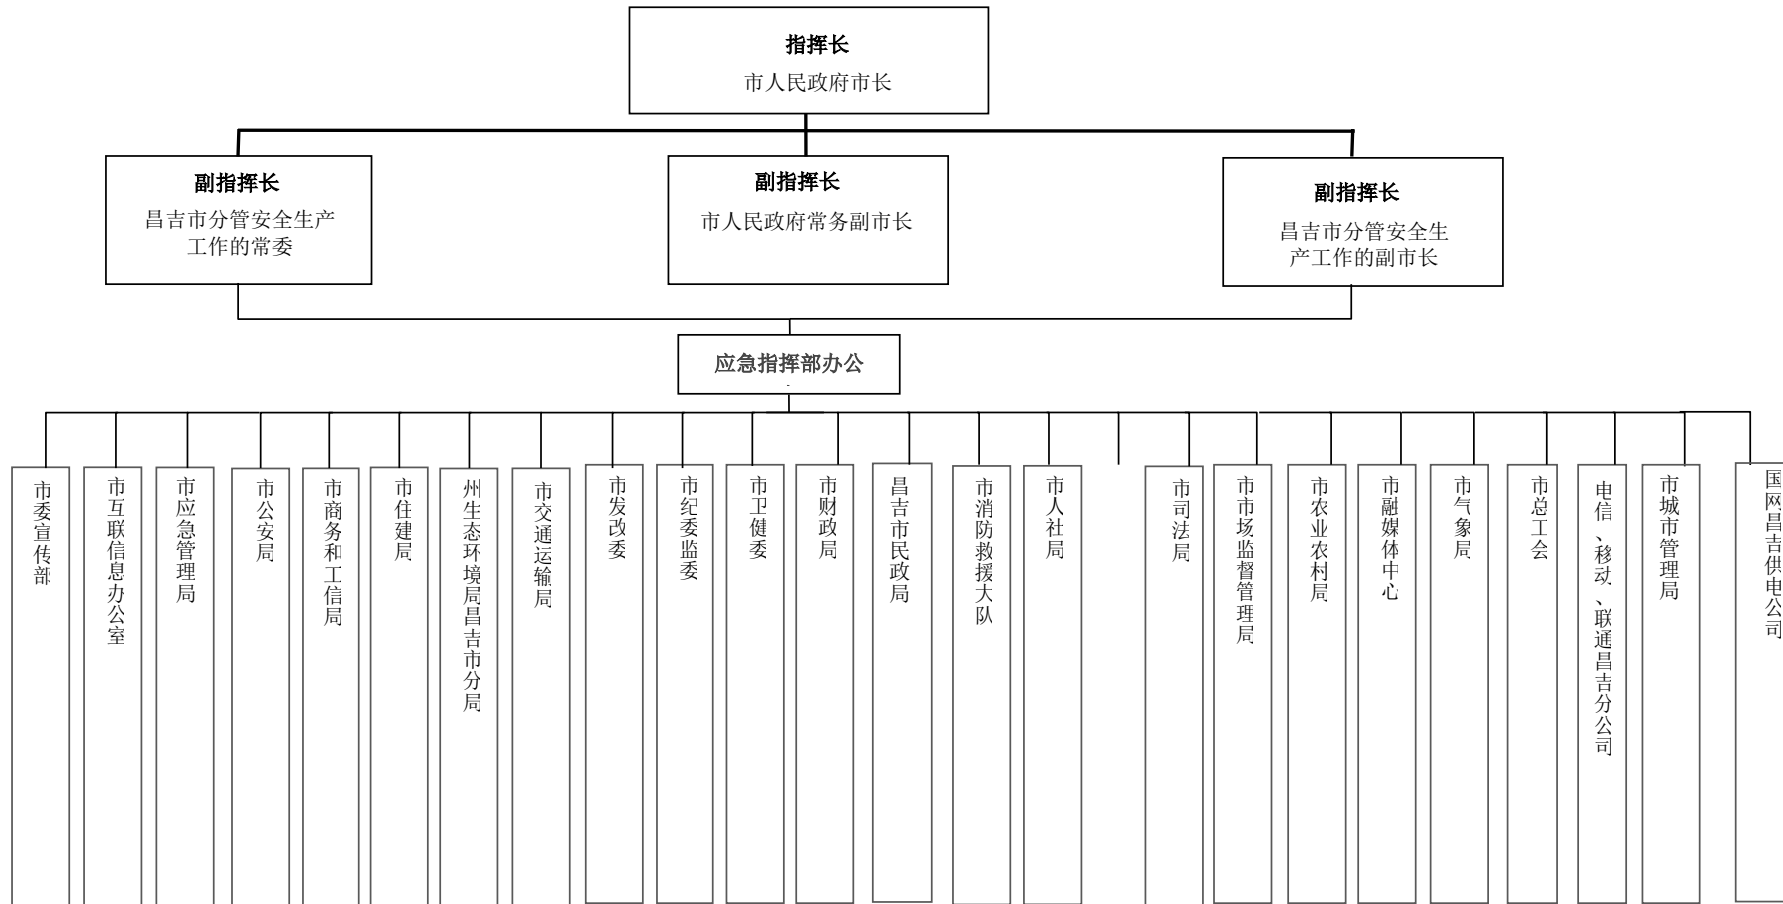 指挥长
市人民政府市长
副指挥长
昌吉市分管安全生产
工作的常委
副指挥长
市人民政府常务副市长
副指挥长
昌吉市分管安全生
产工作的副市长
应急指挥部办公
市委宣传部
市互联信息办公室
市应急管理局
市公安局
市商务和工信局
市住建局
州生态环境局昌吉市分局
市交通运输局
市发改委
市纪委监委
市卫健委
市财政局
昌吉市民政局
市消防救援大队
市人社局
市司法局
市市场监督管理局
市农业农村局
市融媒体中心
市气象局
市总工会
电信、移动、联通昌吉分公司
市城市管理局
国网昌吉供电公司